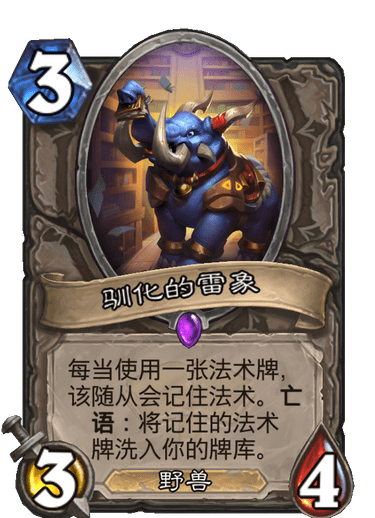 3
驯化的雷象
每当使用一张法术牌,
该随从会记住法术。亡
语：将记住的法术
牌洗入你的牌库。
3
野兽
4